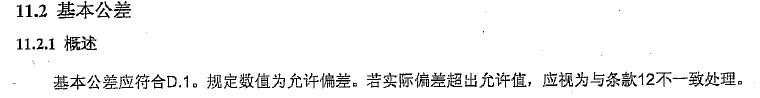 11.2 基本公差
11.2.1 概述
基本公差应符合D.1。规定数值为允许偏差。若实际偏差超出允许值，应视为与条款12不一致处理。